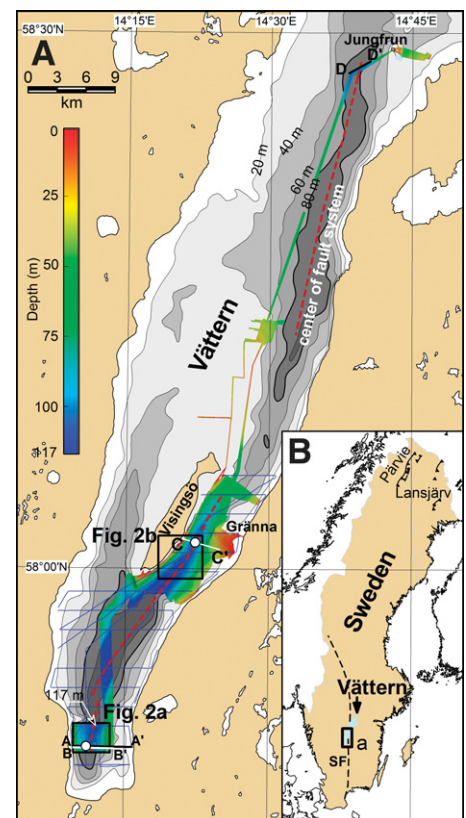 58°30'N
14°15'E
14°30'E
14°45'E
A
Jungfrun
D D'
0 3 6 9
km
20 m
40 m
60 m
80 m
0
25
50
75
100
117
Depth (m)
center of fault system
Vättern
B
Pärvie
Lansjärv
Visingsö
Gränna
Fig. 2b
C
C'
58°00'N
Sweden
Vättern
117 m
Fig. 2a
A A'
B B'
SF
a